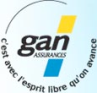 gan
ASSURANCES
c'est avec l'esprit libre qu'on avance